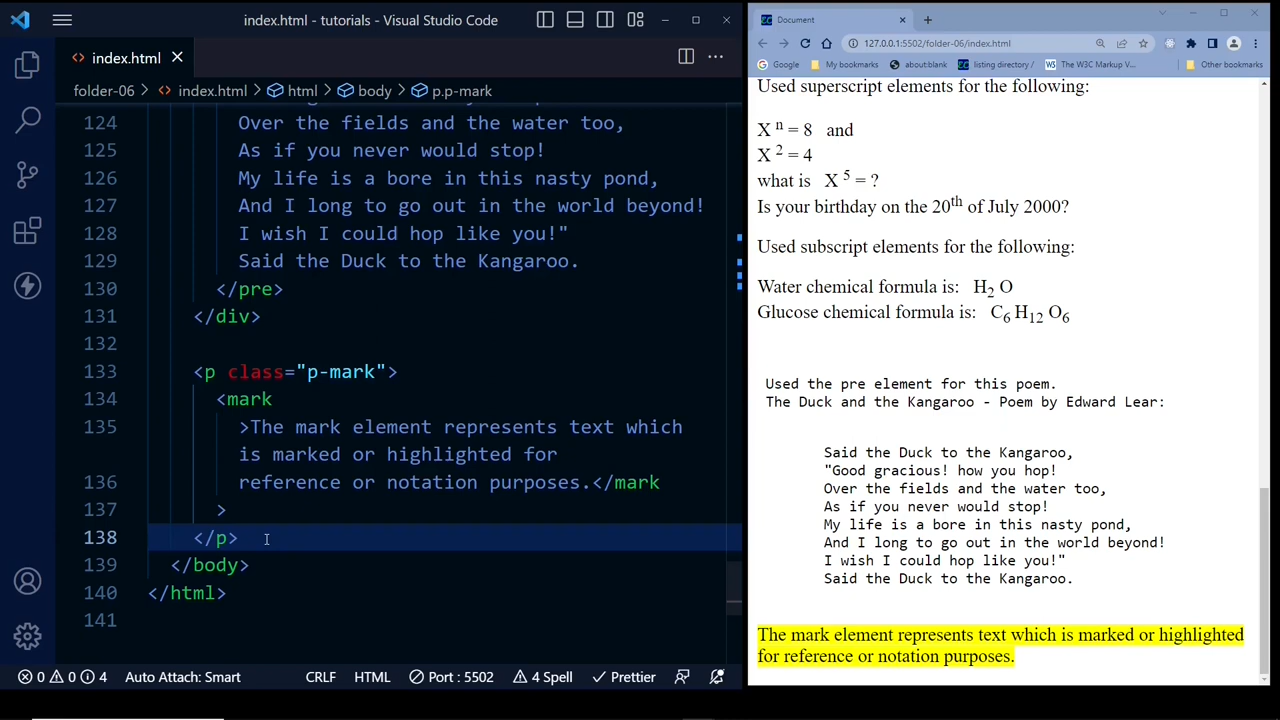 index.html - tutorials - Visual Studio Code
index.html
folder-06 > index.html > html > body > p.p-mark
124 Over the fields and the water too,
125 As if you never would stop!
126 My life is a bore in this nasty pond,
127 And I long to go out in the world beyond!
128 I wish I could hop like you!"
129 Said the Duck to the Kangaroo.
130 </pre>
131 </div>
132
133 <p class="p-mark">
134 <mark
135 >The mark element represents text which
is marked or highlighted for
136 reference or notation purposes.</mark
137 >
138 </p>
139 </body>
140 </html>
141
0 0 4 Auto Attach: Smart CRLF HTML Port : 5502 4 Spell Prettier
Document
127.0.0.1:5502/folder-06/index.html
Google My bookmarks about:blank listing directory / The W3C Markup V... Other bookmarks
Used superscript elements for the following:
X n = 8 and
X 2 = 4
what is X 5 = ?
Is your birthday on the 20th of July 2000?
Used subscript elements for the following:
Water chemical formula is: H2 O
Glucose chemical formula is: C6 H12 O6
Used the pre element for this poem.
The Duck and the Kangaroo - Poem by Edward Lear:
Said the Duck to the Kangaroo,
"Good gracious! how you hop!
Over the fields and the water too,
As if you never would stop!
My life is a bore in this nasty pond,
And I long to go out in the world beyond!
I wish I could hop like you!"
Said the Duck to the Kangaroo.
The mark element represents text which is marked or highlighted
for reference or notation purposes.